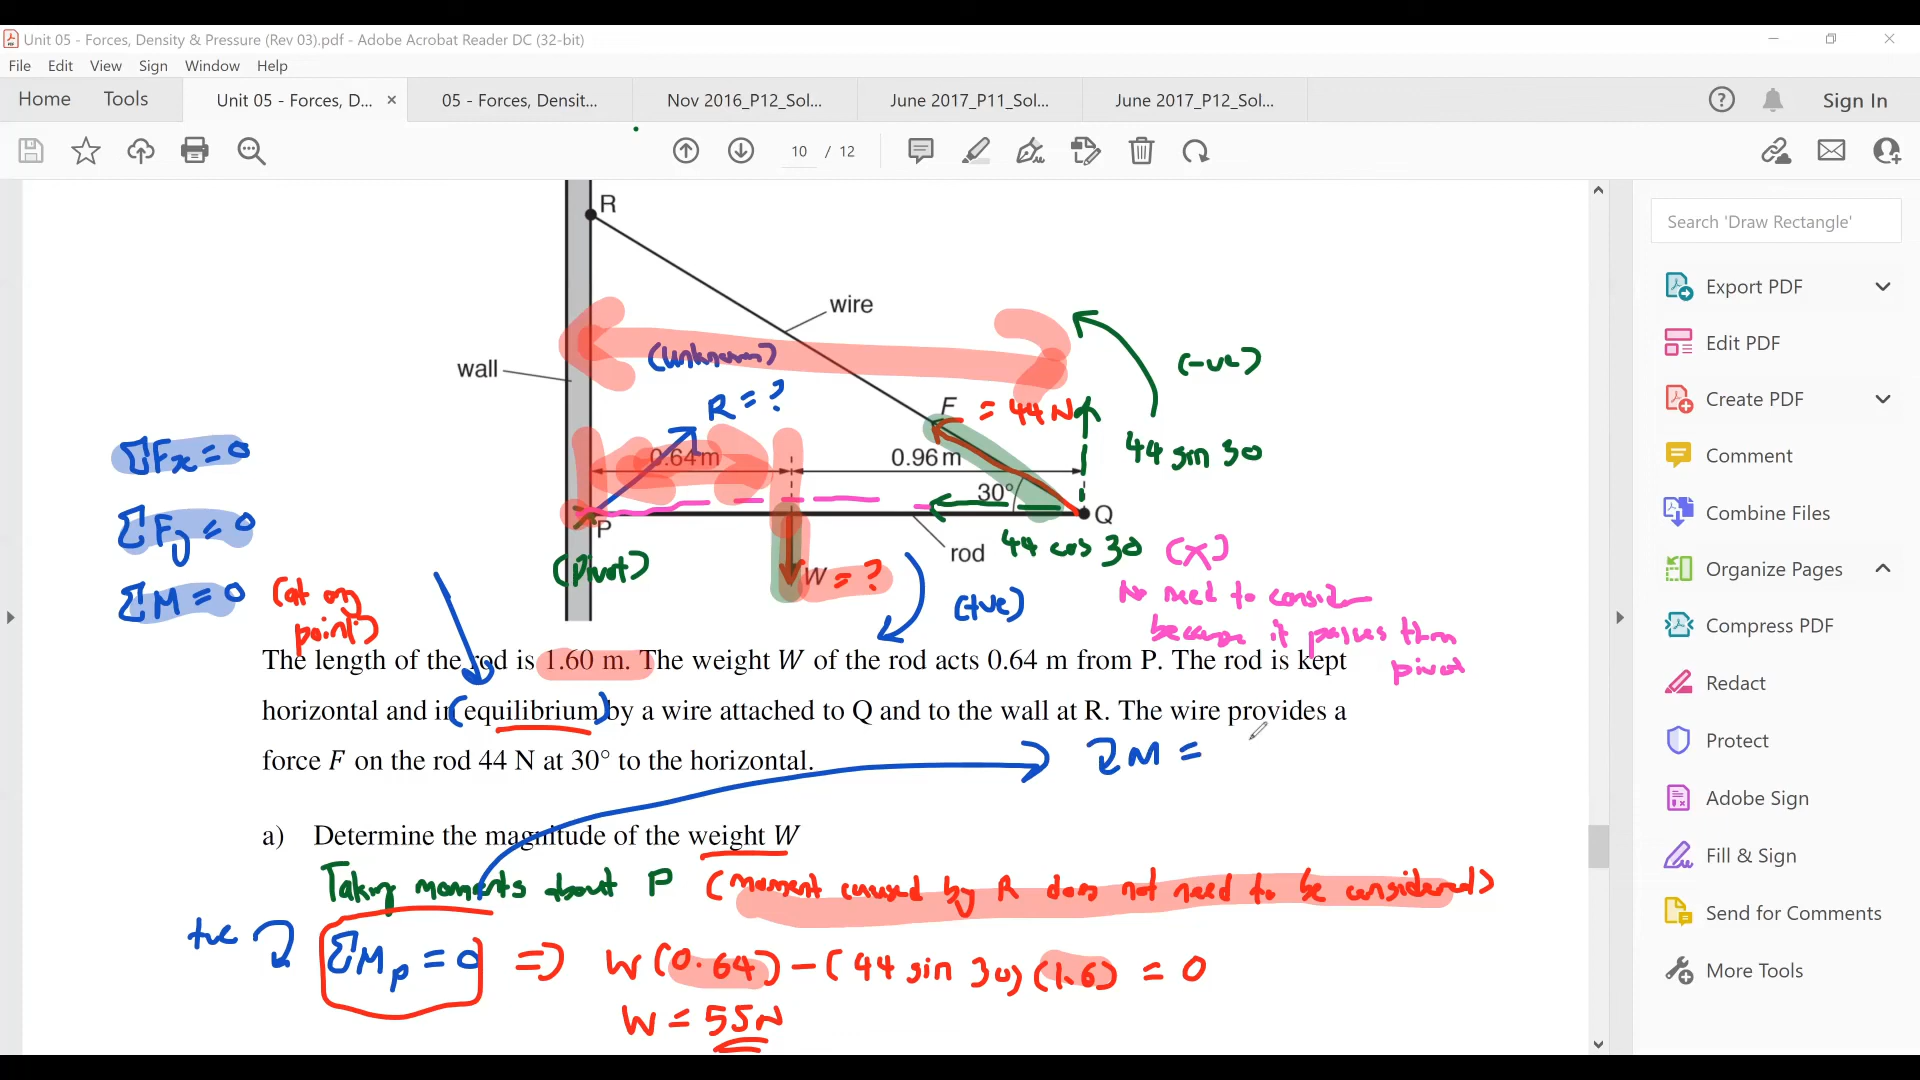 Unit 05 - Forces, Density & Pressure (Rev 03).pdf - Adobe Acrobat Reader DC (32-bit)
File Edit View Sign Window Help
Home Tools Unit 05 - Forces, D... × 05 - Forces, Densit... Nov 2016_P12_Sol... June 2017_P11_Sol... June 2017_P12_Sol... Sign In
10 / 12
R
wire
wall
(unknown)
R = ?
(-ve)
F = 44 N
44 sin 30
ΣFx = 0
0.64 m
0.96 m
30°
ΣFy = 0
P
Q
rod
44 cos 30 (x)
(Pivot)
W = ?
ΣM = 0 (at any
point)
(+ve)
No need to consider
because it passes thru
pivot
The length of the rod is 1.60 m. The weight W of the rod acts 0.64 m from P. The rod is kept
horizontal and in (equilibrium) by a wire attached to Q and to the wall at R. The wire provides a
force F on the rod 44 N at 30° to the horizontal.
ΣM =
a) Determine the magnitude of the weight W
Taking moments about P (moment caused by R does not need to be considered)
+ve ΣMp = 0 => W (0.64) - (44 sin 30) (1.6) = 0
W = 55N
Search 'Draw Rectangle'
Export PDF
Edit PDF
Create PDF
Comment
Combine Files
Organize Pages
Compress PDF
Redact
Protect
Adobe Sign
Fill & Sign
Send for Comments
More Tools